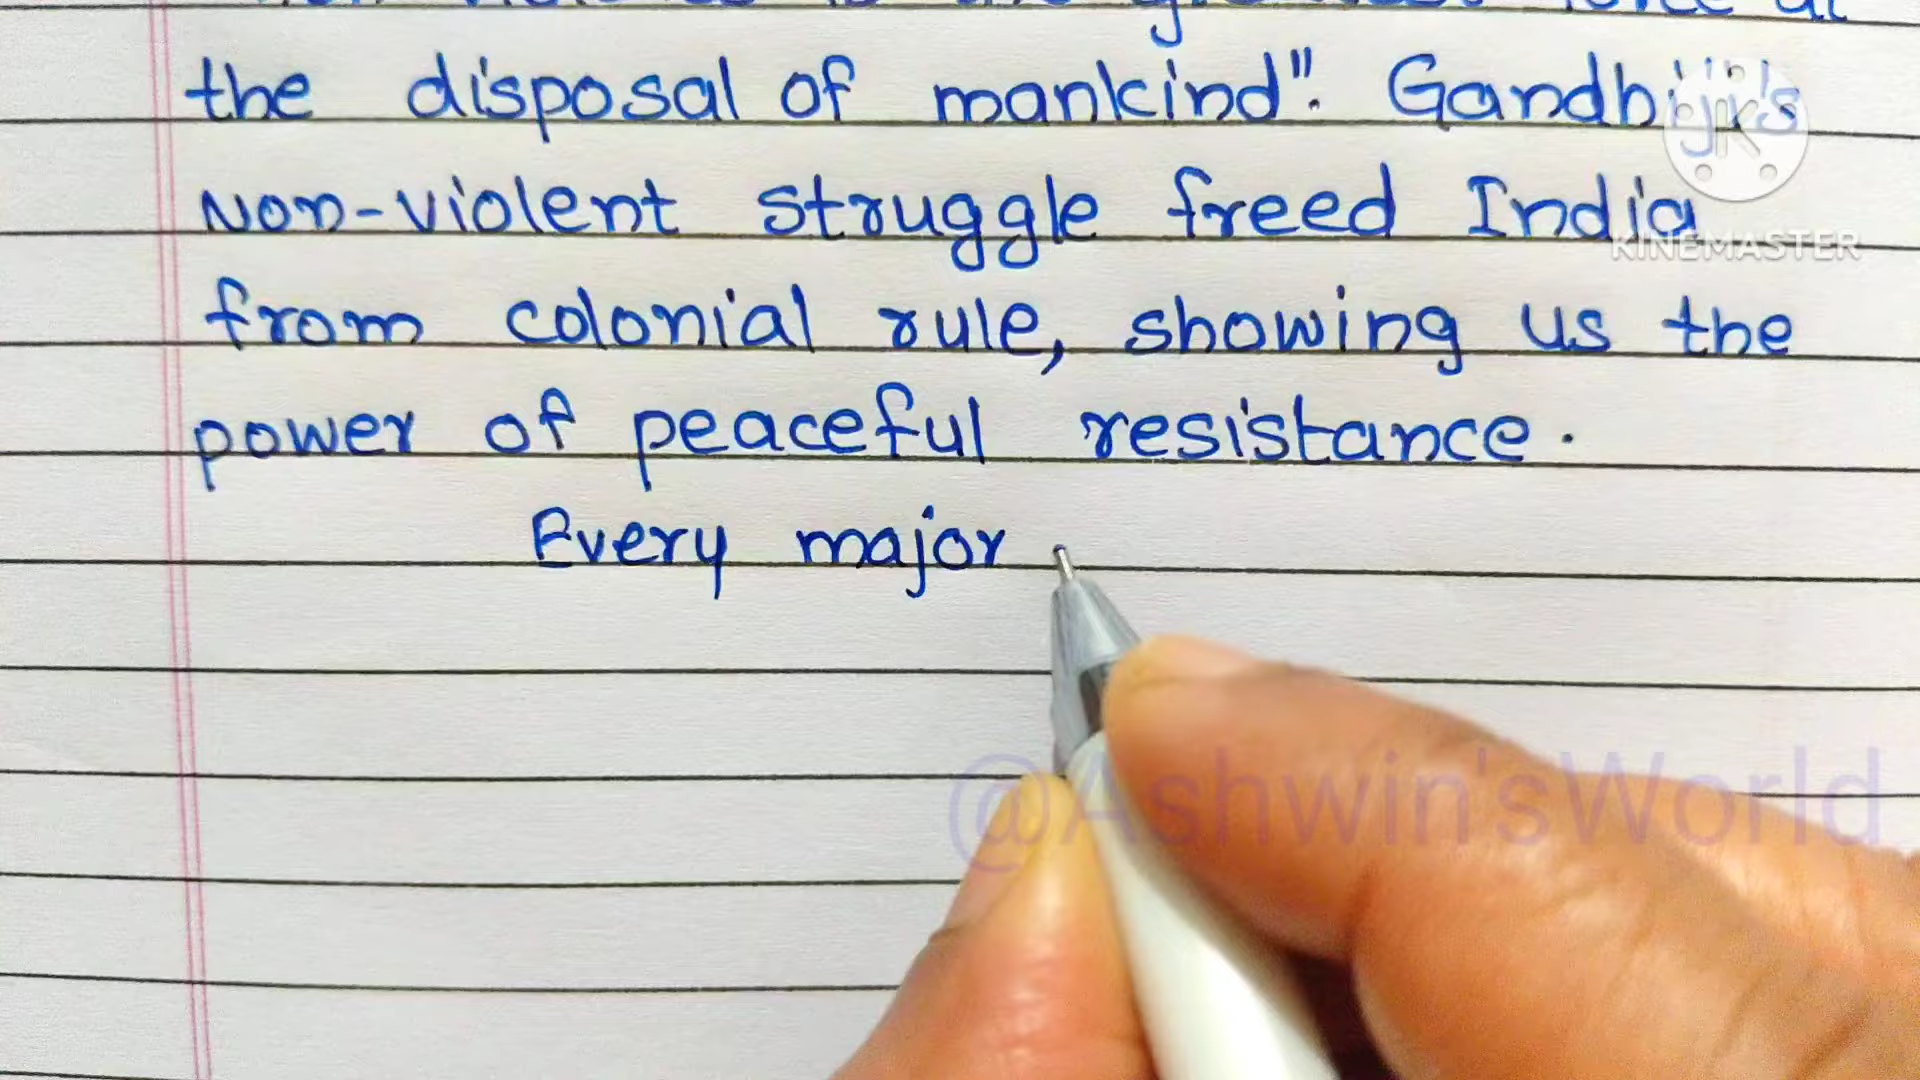 the disposal of mankind". Gandhiji's
Non-violent struggle freed India
from colonial rule, showing us the
power of peaceful resistance.
Every major
KINEMASTER
@Ashwin'sWorld